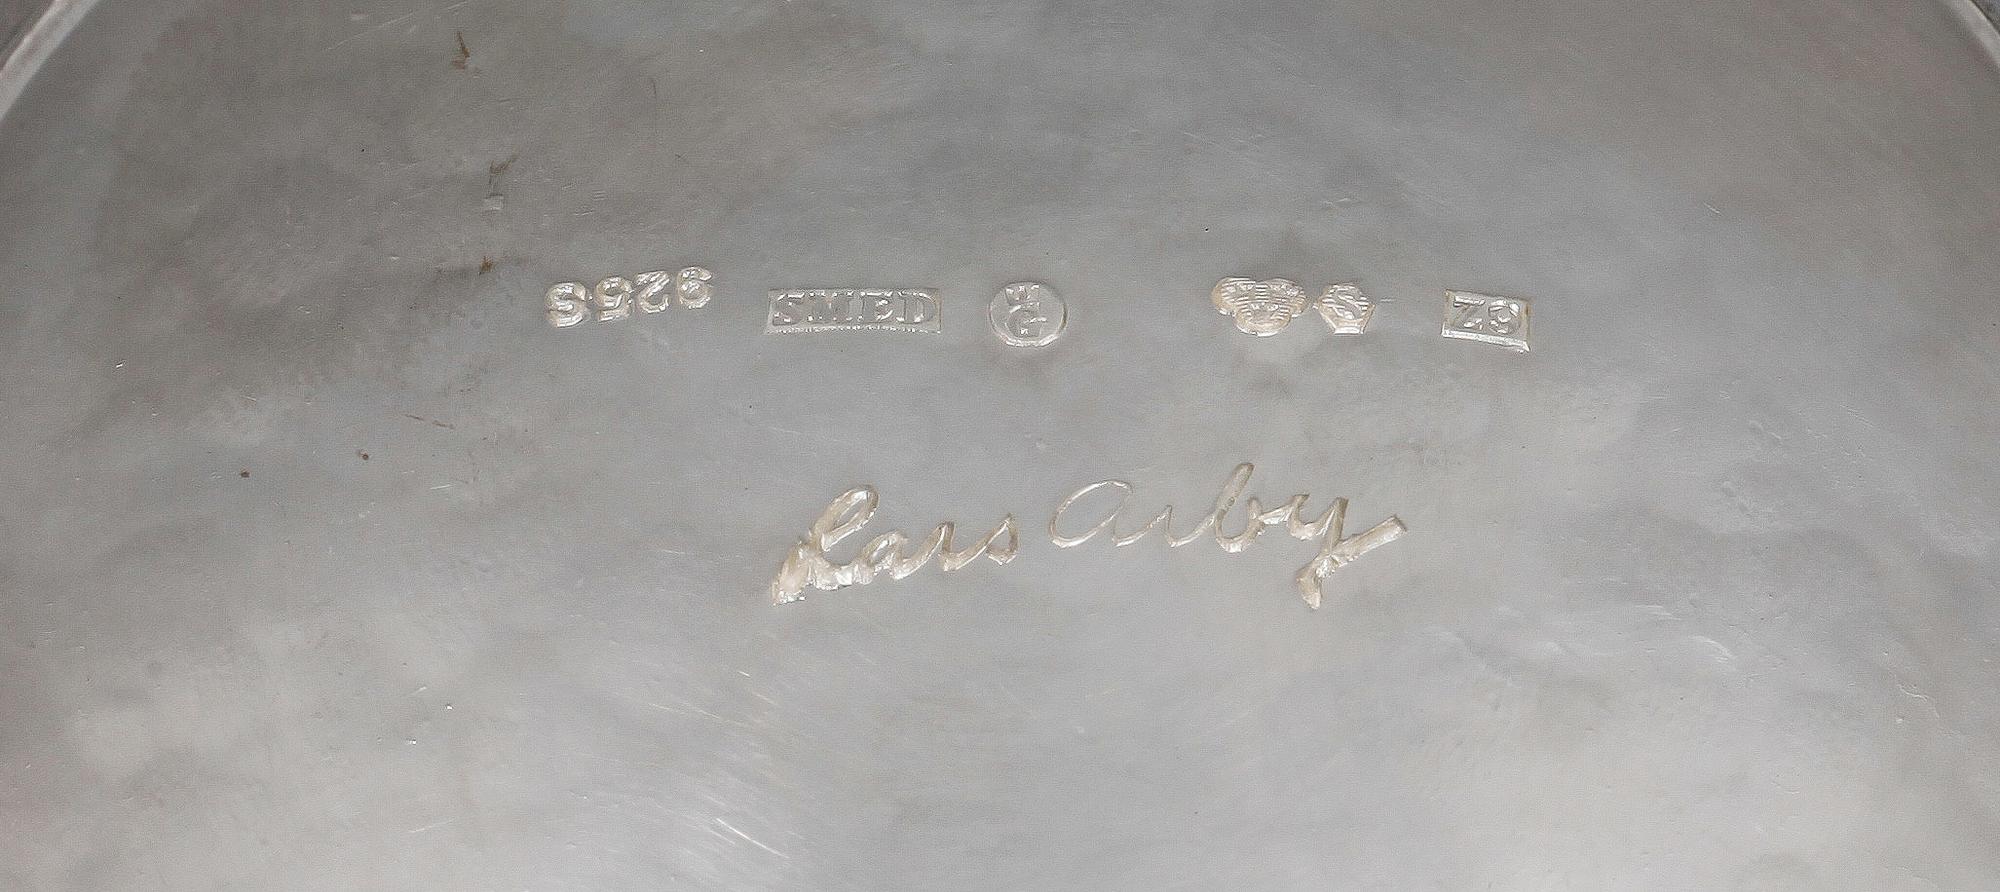 925S SMED S Z9
Lars Arby